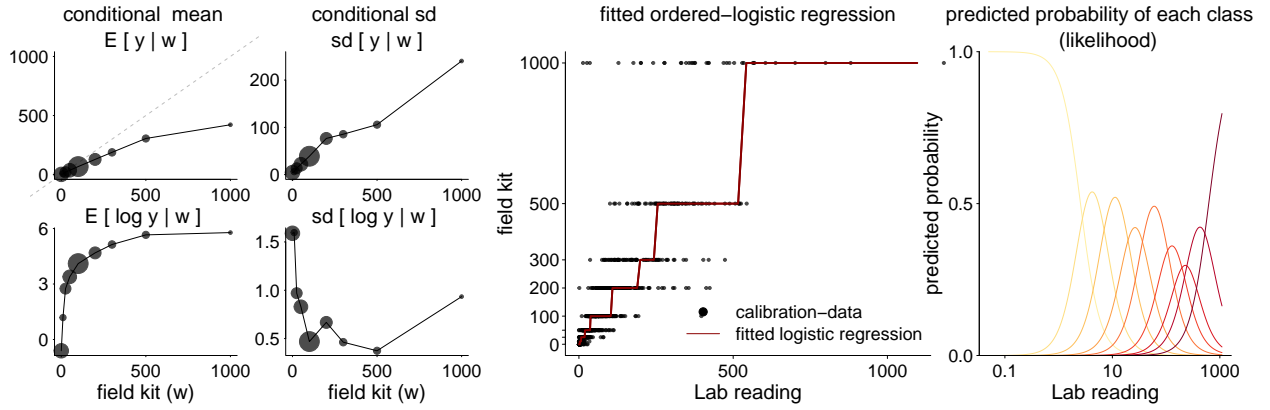 conditional mean
E [ y | w ]
1000
500
0
0 500 1000
E [ log y | w ]
6
3
0
0 500 1000
field kit (w)
conditional sd
sd [ y | w ]
200
100
0
0 500 1000
sd [ log y | w ]
1.5
1.0
0.5
0 500 1000
field kit (w)
fitted ordered−logistic regression
field kit
1000
500
300
200
100
0
calibration−data
fitted logistic regression
0 500 1000
Lab reading
predicted probability of each class
(likelihood)
predicted probability
1.0
0.5
0.0
0.1 10 1000
Lab reading